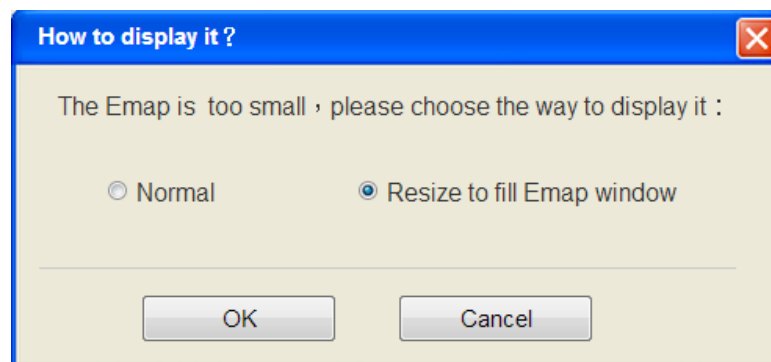 How to display it？
The Emap is too small，please choose the way to display it：
Normal
Resize to fill Emap window
OK
Cancel